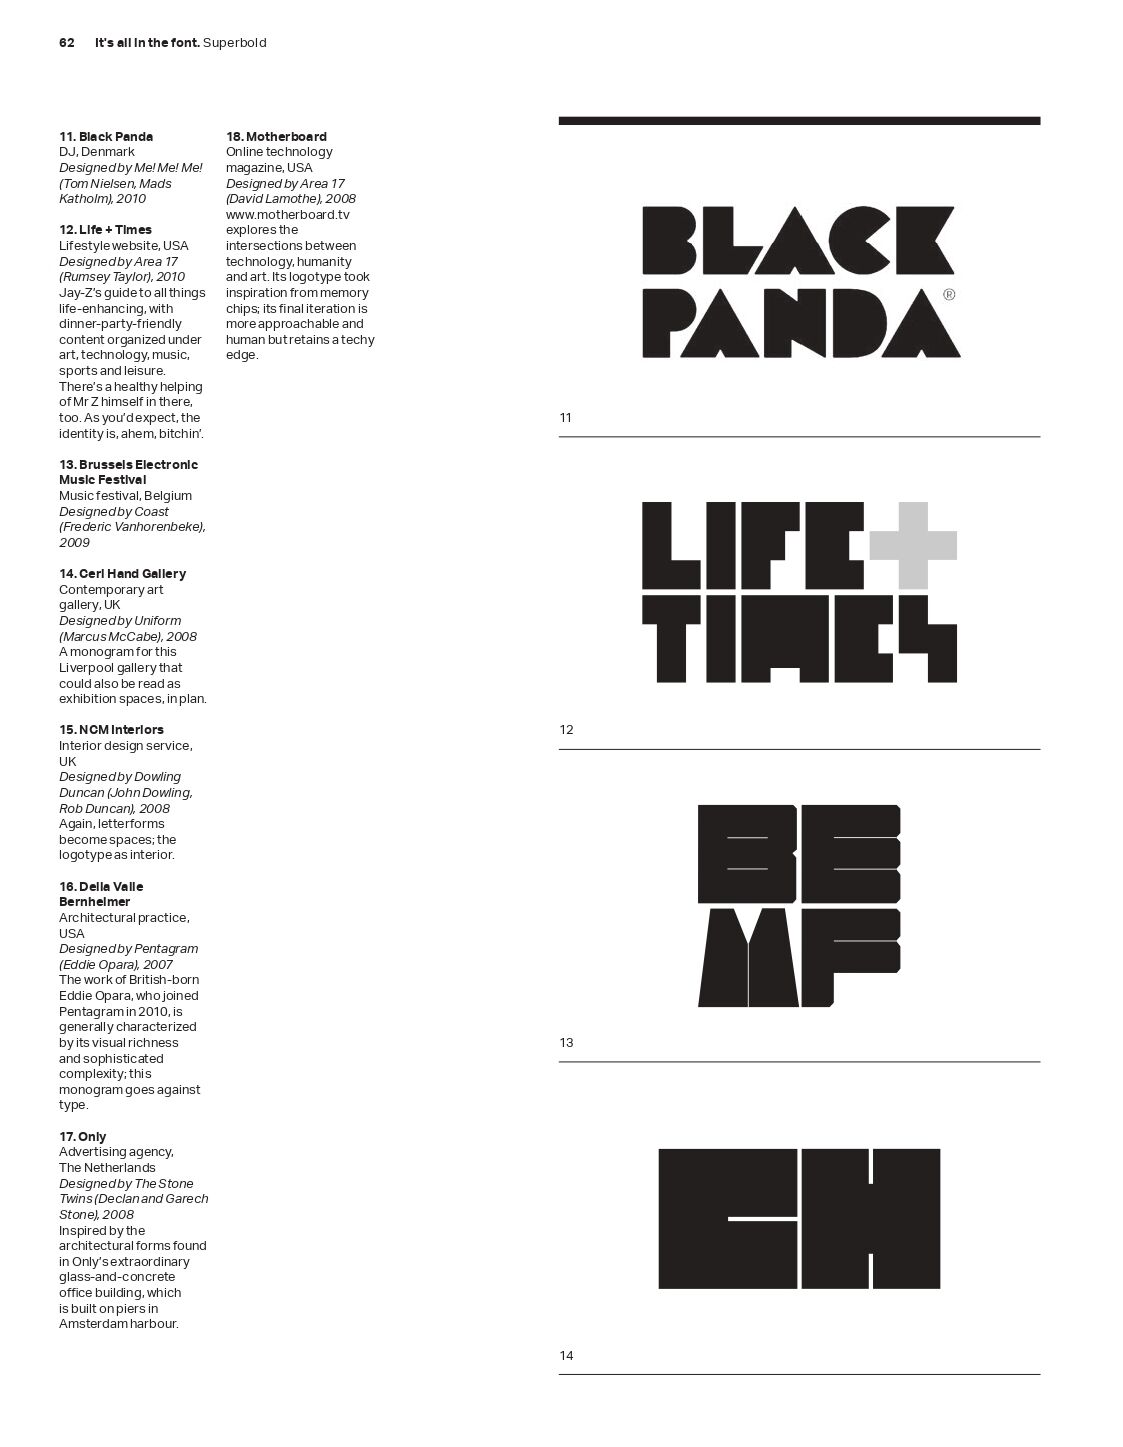 62 It's all in the font. Superbold
11. Black Panda
DJ, Denmark
Designed by Me! Me! Me!
(Tom Nielsen, Mads
Katholm), 2010
12. Life + Times
Lifestyle website, USA
Designed by Area 17
(Rumsey Taylor), 2010
Jay-Z's guide to all things
life-enhancing, with
dinner-party-friendly
content organized under
art, technology, music,
sports and leisure.
There's a healthy helping
of Mr Z himself in there,
too. As you'd expect, the
identity is, ahem, bitchin'.
13. Brussels Electronic
Music Festival
Music festival, Belgium
Designed by Coast
(Frederic Vanhorenbeke),
2009
14. Ceri Hand Gallery
Contemporary art
gallery, UK
Designed by Uniform
(Marcus McCabe), 2008
A monogram for this
Liverpool gallery that
could also be read as
exhibition spaces, in plan.
15. NCM Interiors
Interior design service,
UK
Designed by Dowling
Duncan (John Dowling,
Rob Duncan), 2008
Again, letterforms
become spaces; the
logotype as interior.
16. Della Valle
Bernheimer
Architectural practice,
USA
Designed by Pentagram
(Eddie Opara), 2007
The work of British-born
Eddie Opara, who joined
Pentagram in 2010, is
generally characterized
by its visual richness
and sophisticated
complexity; this
monogram goes against
type.
17. Only
Advertising agency,
The Netherlands
Designed by The Stone
Twins (Declan and Garech
Stone), 2008
Inspired by the
architectural forms found
in Only's extraordinary
glass-and-concrete
office building, which
is built on piers in
Amsterdam harbour.
18. Motherboard
Online technology
magazine, USA
Designed by Area 17
(David Lamothe), 2008
www.motherboard.tv
explores the
intersections between
technology, humanity
and art. Its logotype took
inspiration from memory
chips; its final iteration is
more approachable and
human but retains a techy
edge.
BLACK
PANDA®
11
LIFE+
TIMES
12
BE
MF
13
CH
14